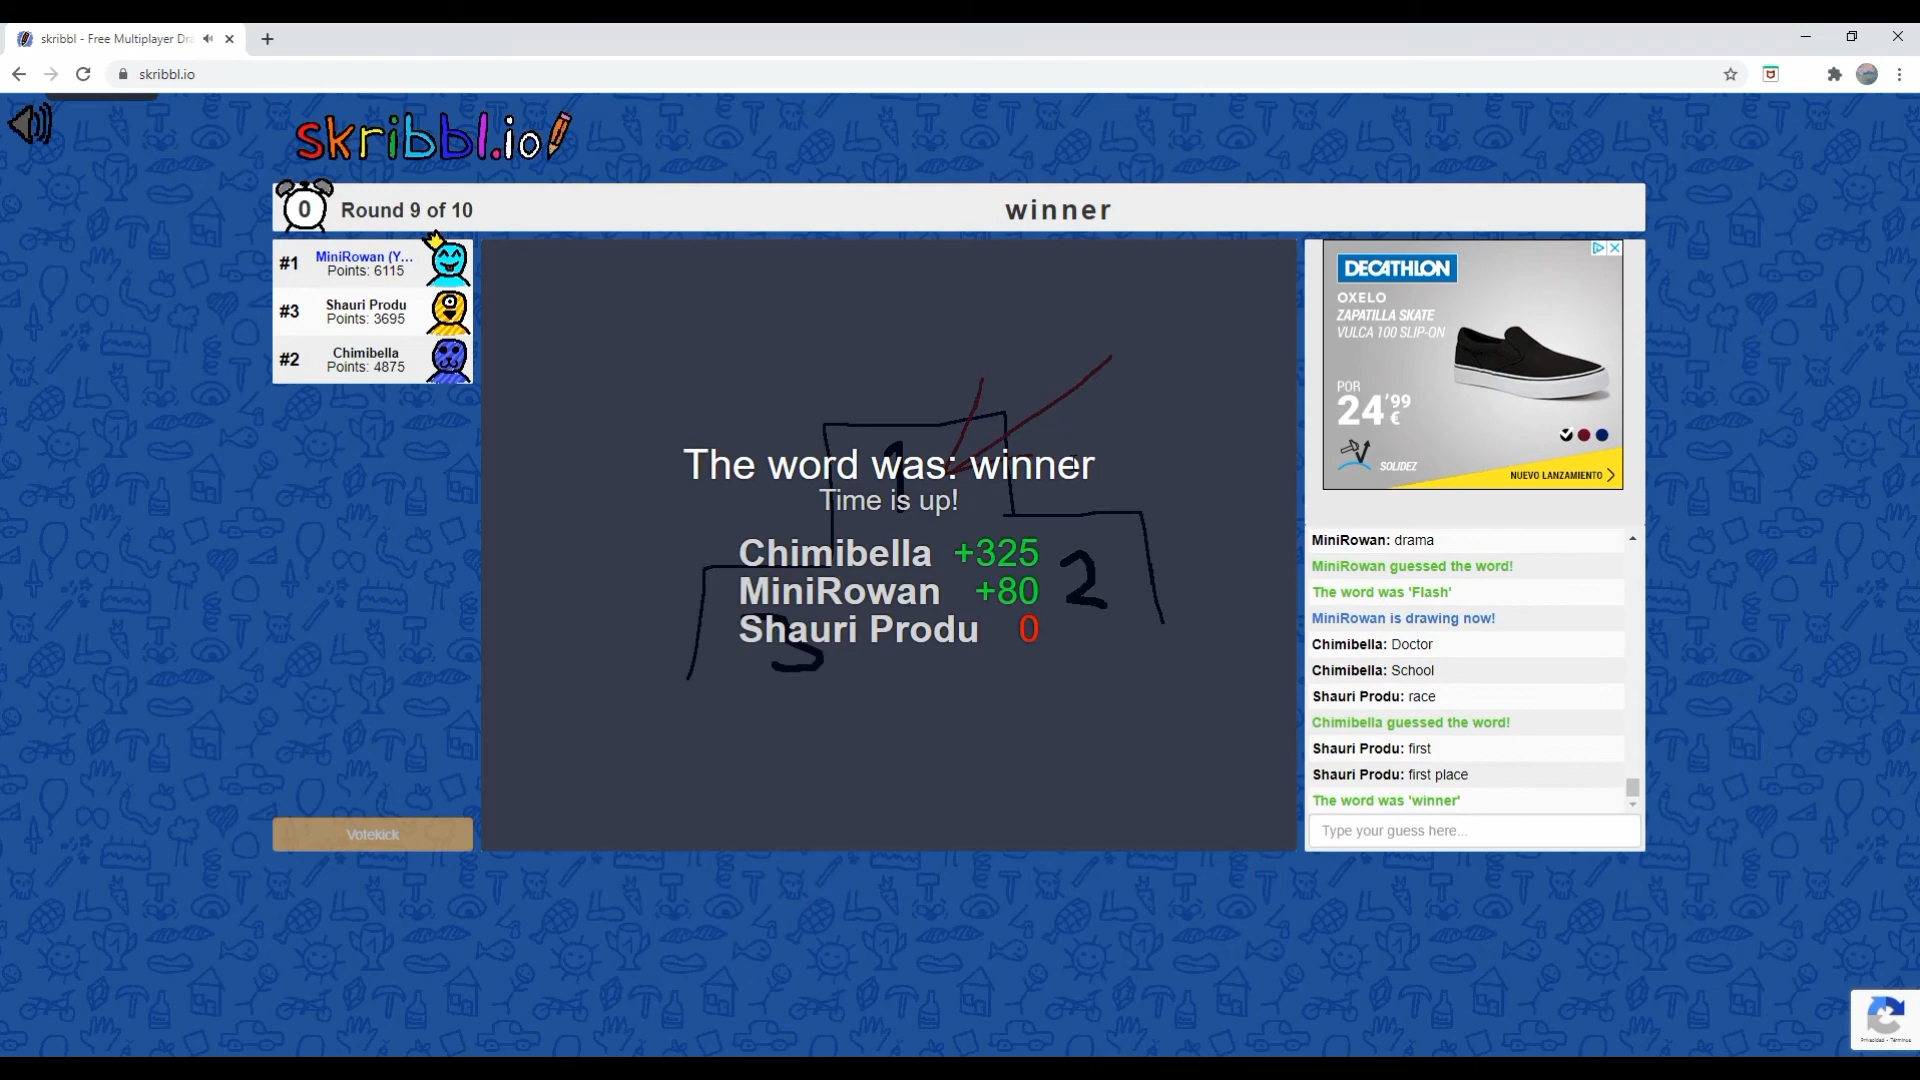 skribbl - Free Multiplayer Dra
skribbl.io
skribbl.io
0
Round 9 of 10
winner
#1
MiniRowan (Y...
Points: 6115
#3
Shauri Produ
Points: 3695
#2
Chimibella
Points: 4875
Votekick
1
2
3
The word was: winner
Time is up!
Chimibella +325
MiniRowan +80
Shauri Produ 0
DECATHLON
OXELO
ZAPATILLA SKATE
VULCA 100 SLIP-ON
POR
24'99
€
SOLIDEZ
NUEVO LANZAMIENTO
MiniRowan: drama
MiniRowan guessed the word!
The word was 'Flash'
MiniRowan is drawing now!
Chimibella: Doctor
Chimibella: School
Shauri Produ: race
Chimibella guessed the word!
Shauri Produ: first
Shauri Produ: first place
The word was 'winner'
Type your guess here...
Privacidad - Términos